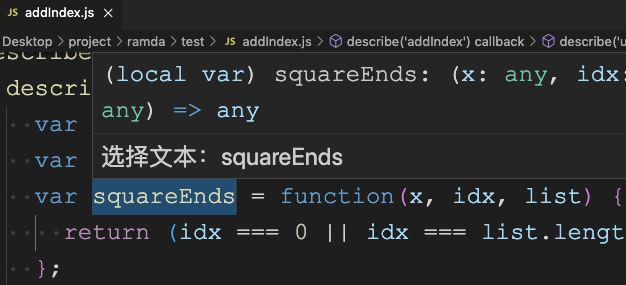 JS addIndex.js ×
Desktop > project > ramda > test > JS addIndex.js > describe('addIndex') callback > describe('u
escribe
descri
(local var) squareEnds: (x: any, idx:
any) => any
var
选择文本：squareEnds
var
var squareEnds = function(x, idx, list) {
return (idx === 0 || idx === list.lengt
};